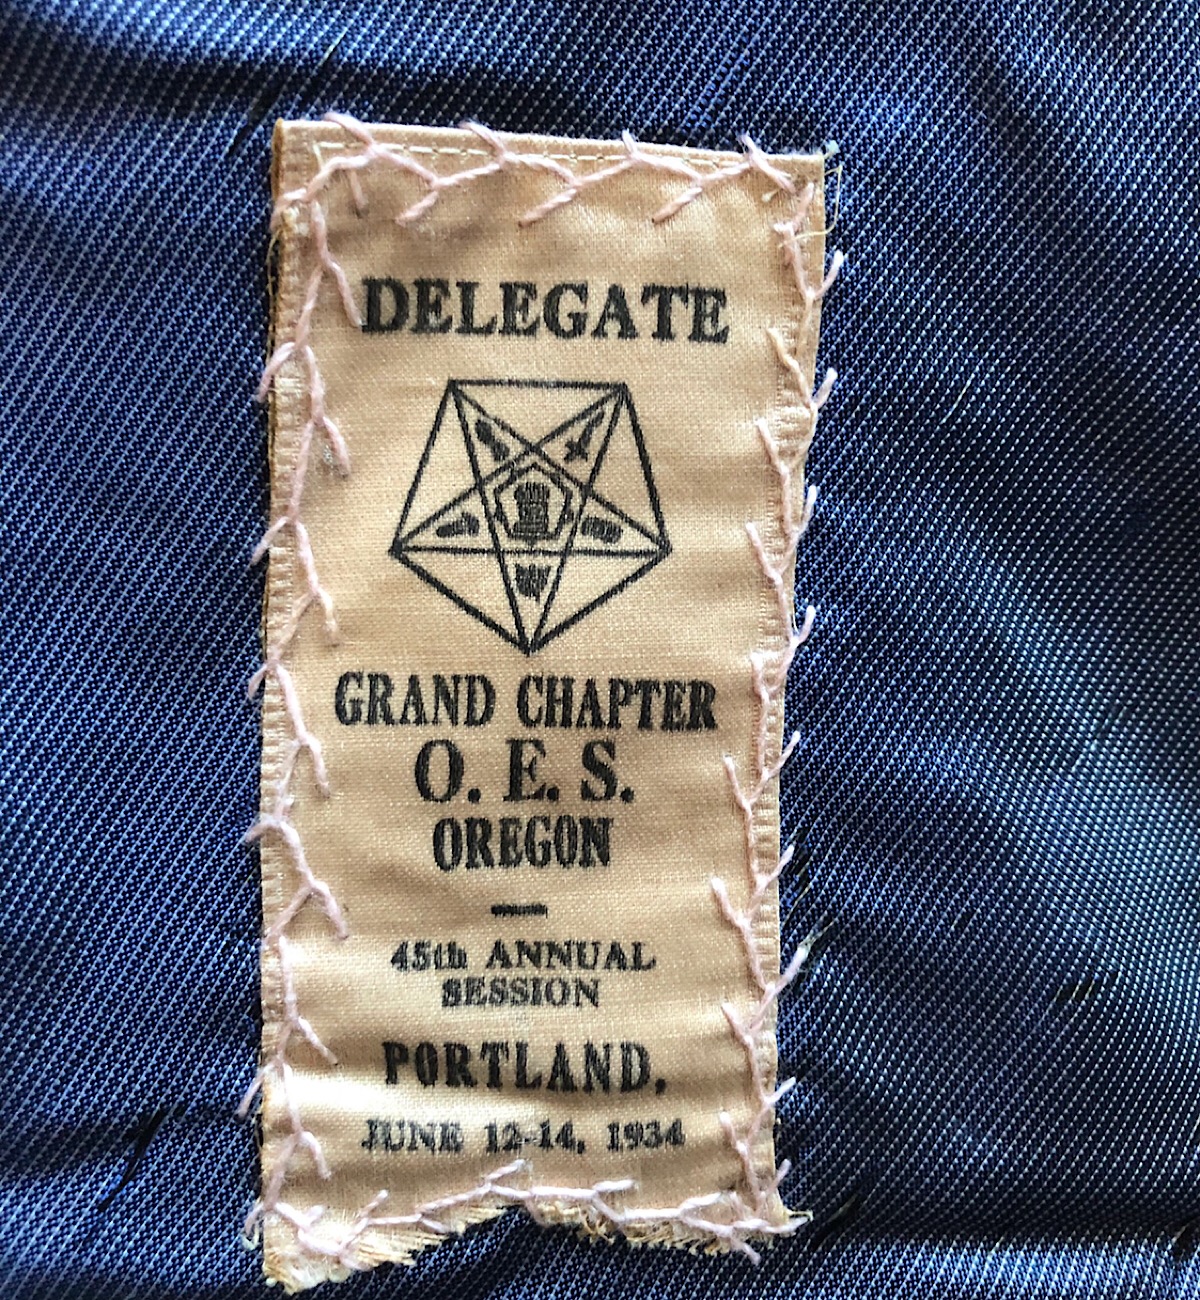 DELEGATE
GRAND CHAPTER
O. E. S.
OREGON
45th ANNUAL
SESSION
PORTLAND,
JUNE 12-14, 1934